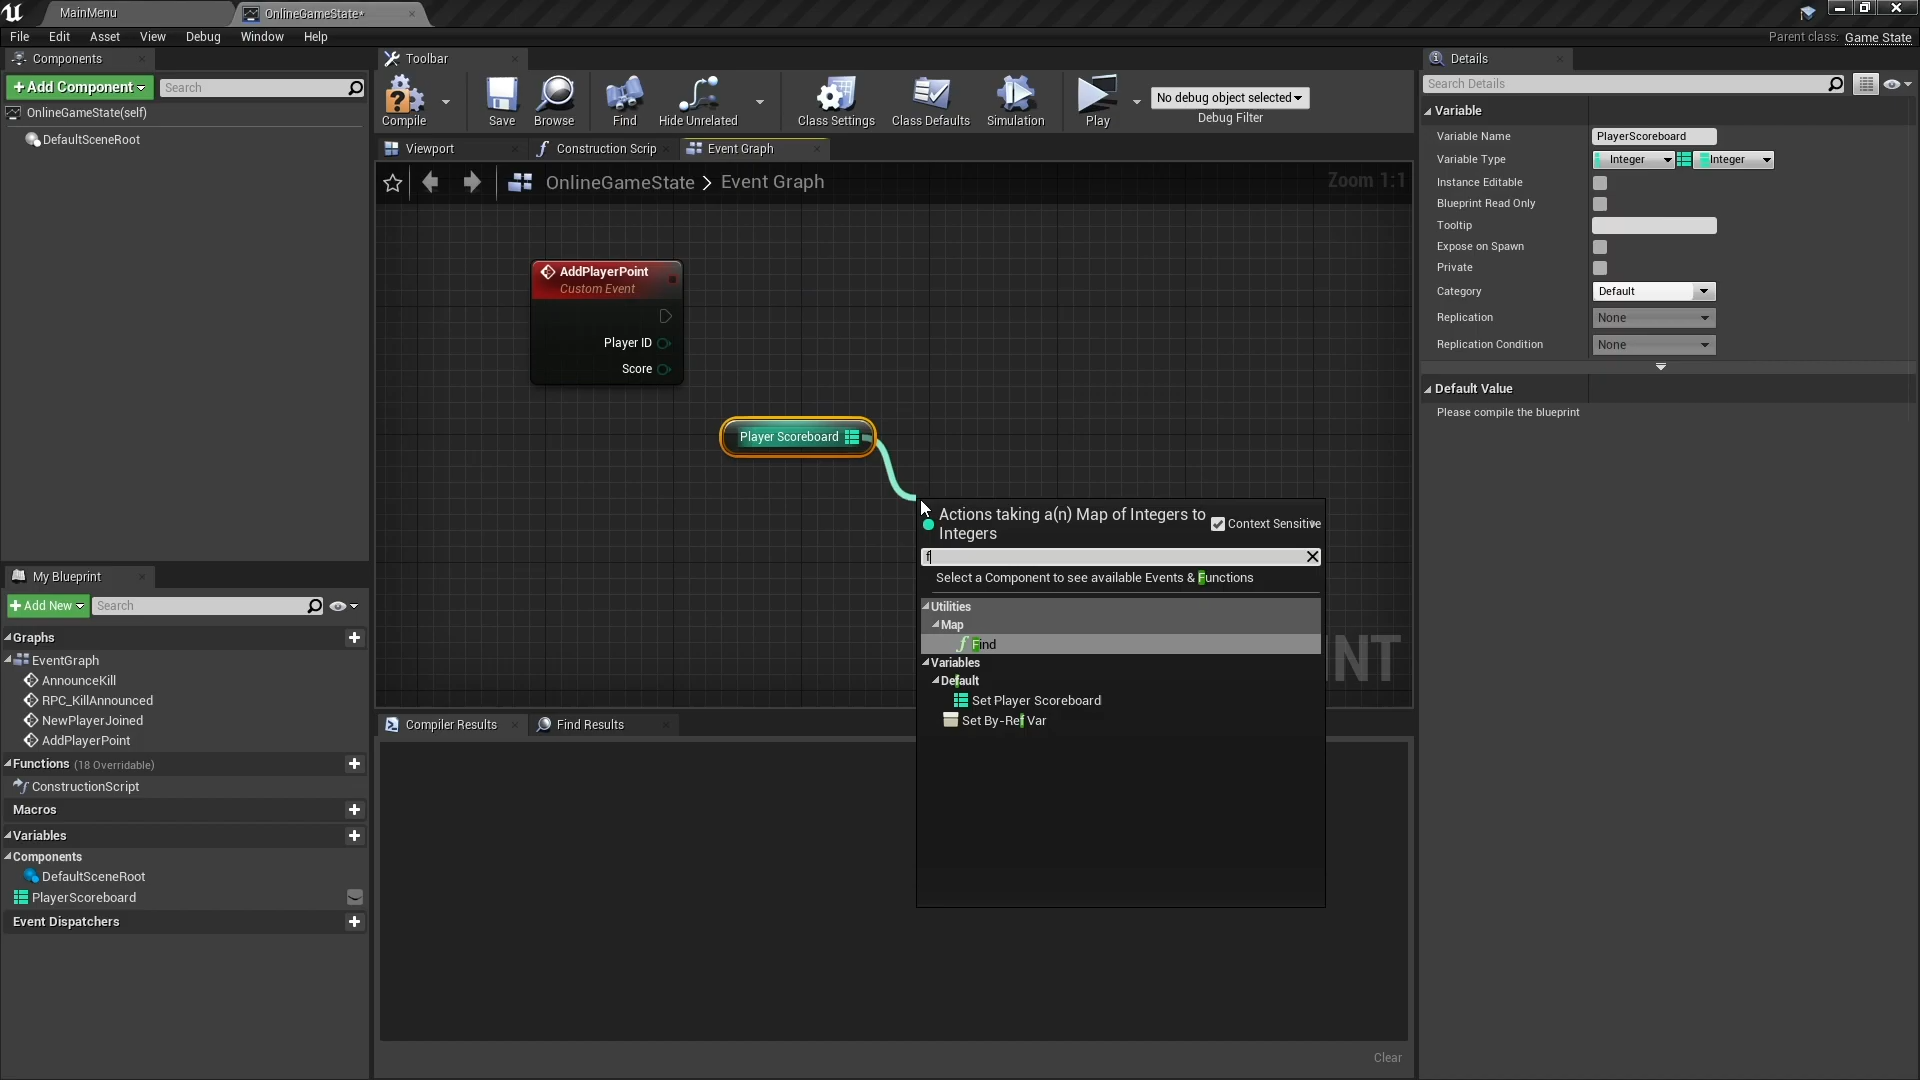 MainMenu
OnlineGameState*
File Edit Asset View Debug Window Help
Parent class: Game State
Components
+Add Component
Search
OnlineGameState(self)
DefaultSceneRoot
Toolbar
Compile
Save
Browse
Find
Hide Unrelated
Class Settings
Class Defaults
Simulation
Play
No debug object selected
Debug Filter
Viewport
Construction Scrip
Event Graph
OnlineGameState > Event Graph
Zoom 1:1
AddPlayerPoint
Custom Event
Player ID
Score
Player Scoreboard
Actions taking a(n) Map of Integers to
Integers
Context Sensitive
f
Select a Component to see available Events & Functions
Utilities
Map
f Find
Variables
Default
Set Player Scoreboard
Set By-Ref Var
My Blueprint
+Add New
Search
Graphs
EventGraph
AnnounceKill
RPC_KillAnnounced
NewPlayerJoined
AddPlayerPoint
Functions (18 Overridable)
ConstructionScript
Macros
Variables
Components
DefaultSceneRoot
PlayerScoreboard
Event Dispatchers
Compiler Results
Find Results
Clear
Details
Search Details
Variable
Variable Name PlayerScoreboard
Variable Type Integer Integer
Instance Editable
Blueprint Read Only
Tooltip
Expose on Spawn
Private
Category Default
Replication None
Replication Condition None
Default Value
Please compile the blueprint